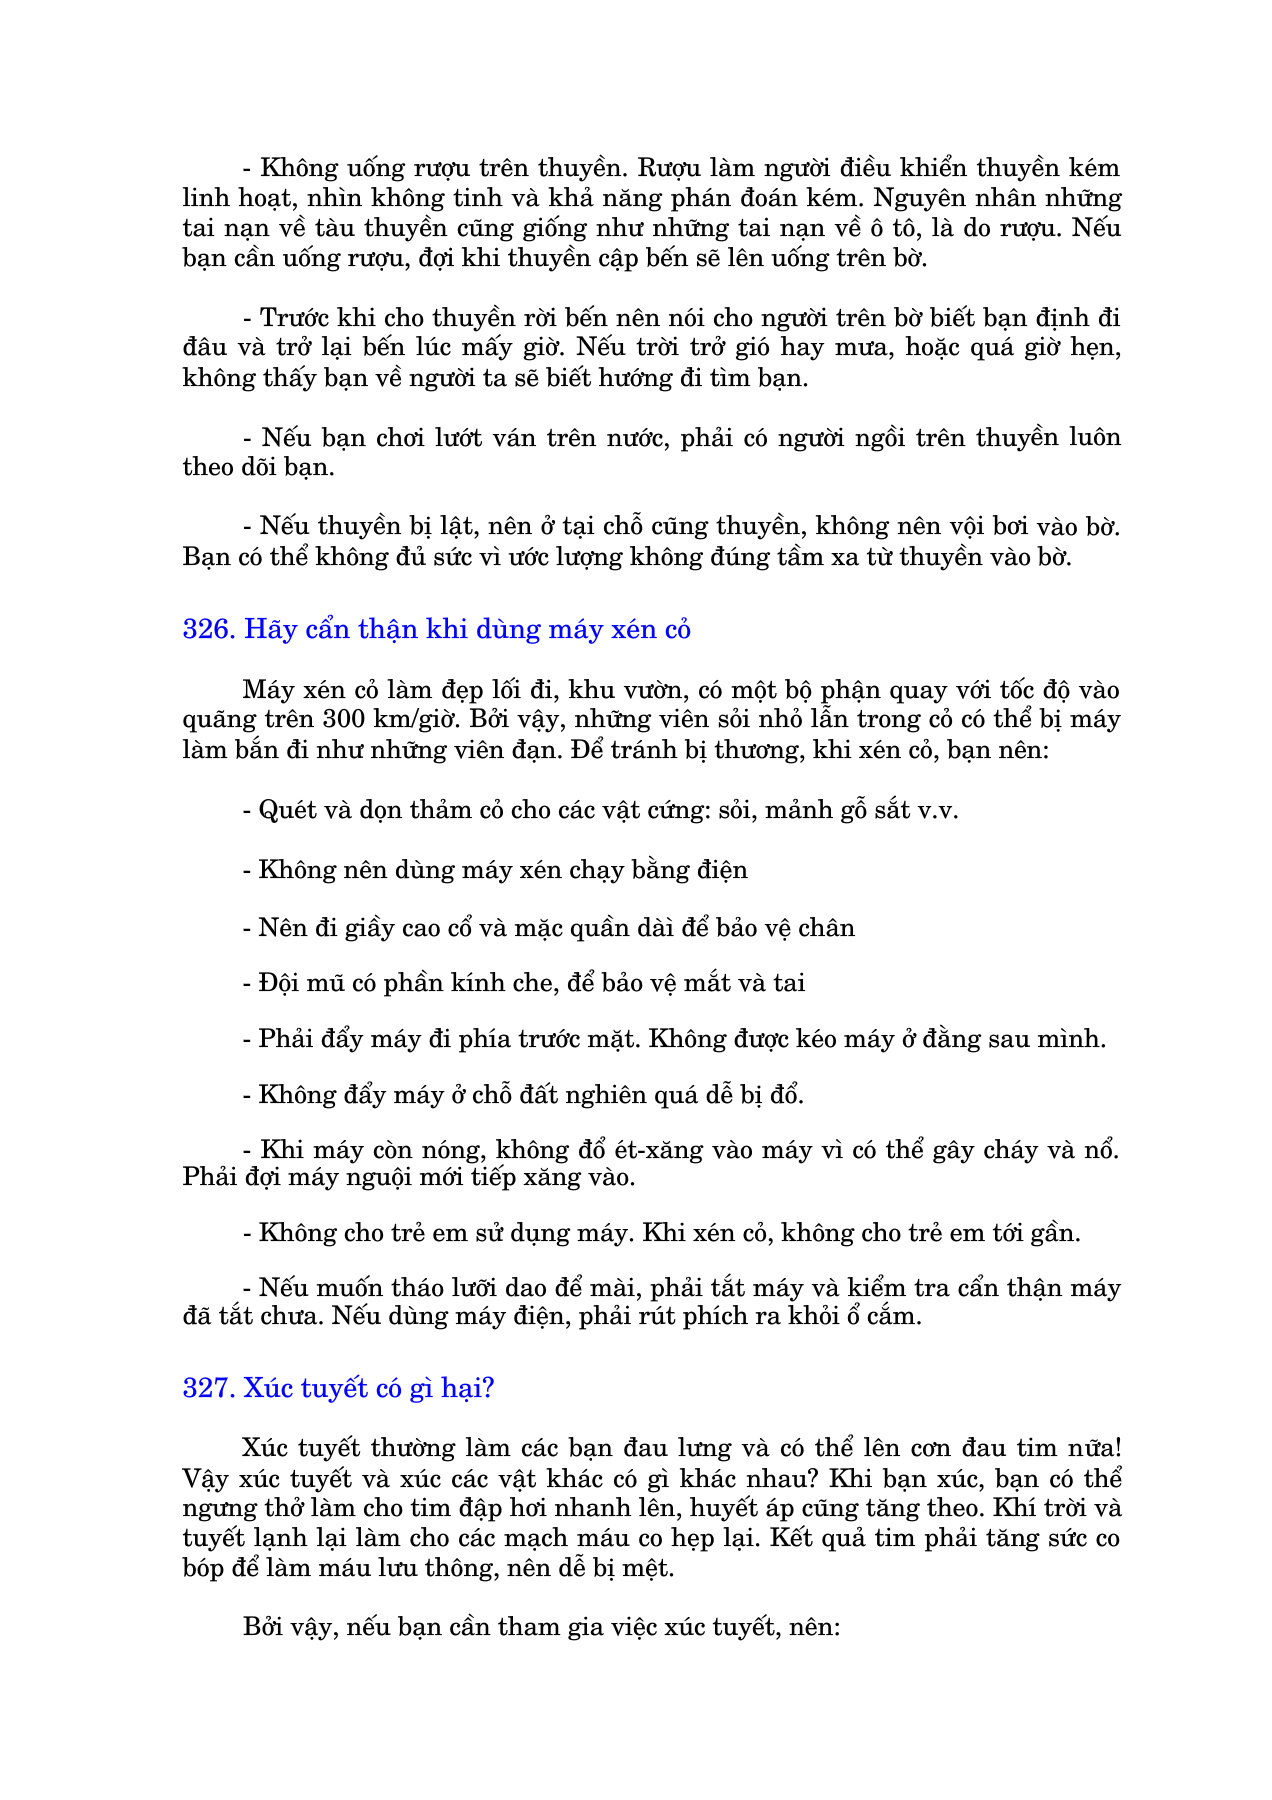 - Không uống rượu trên thuyền. Rượu làm người điều khiển thuyền kém
linh hoạt, nhìn không tinh và khả năng phán đoán kém. Nguyên nhân những
tai nạn về tàu thuyền cũng giống như những tai nạn về ô tô, là do rượu. Nếu
bạn cần uống rượu, đợi khi thuyền cập bến sẽ lên uống trên bờ.
- Trước khi cho thuyền rời bến nên nói cho người trên bờ biết bạn định đi
đâu và trở lại bến lúc mấy giờ. Nếu trời trở gió hay mưa, hoặc quá giờ hẹn,
không thấy bạn về người ta sẽ biết hướng đi tìm bạn.
- Nếu bạn chơi lướt ván trên nước, phải có người ngồi trên thuyền luôn
theo dõi bạn.
- Nếu thuyền bị lật, nên ở tại chỗ cũng thuyền, không nên vội bơi vào bờ.
Bạn có thể không đủ sức vì ước lượng không đúng tầm xa từ thuyền vào bờ.
326. Hãy cẩn thận khi dùng máy xén cỏ
Máy xén cỏ làm đẹp lối đi, khu vườn, có một bộ phận quay với tốc độ vào
quãng trên 300 km/giờ. Bởi vậy, những viên sỏi nhỏ lẫn trong cỏ có thể bị máy
làm bắn đi như những viên đạn. Để tránh bị thương, khi xén cỏ, bạn nên:
- Quét và dọn thảm cỏ cho các vật cứng: sỏi, mảnh gỗ sắt v.v.
- Không nên dùng máy xén chạy bằng điện
- Nên đi giầy cao cổ và mặc quần dàì để bảo vệ chân
- Đội mũ có phần kính che, để bảo vệ mắt và tai
- Phải đẩy máy đi phía trước mặt. Không được kéo máy ở đằng sau mình.
- Không đẩy máy ở chỗ đất nghiên quá dễ bị đổ.
- Khi máy còn nóng, không đổ ét-xăng vào máy vì có thể gây cháy và nổ.
Phải đợi máy nguội mới tiếp xăng vào.
- Không cho trẻ em sử dụng máy. Khi xén cỏ, không cho trẻ em tới gần.
- Nếu muốn tháo lưỡi dao để mài, phải tắt máy và kiểm tra cẩn thận máy
đã tắt chưa. Nếu dùng máy điện, phải rút phích ra khỏi ổ cắm.
327. Xúc tuyết có gì hại?
Xúc tuyết thường làm các bạn đau lưng và có thể lên cơn đau tim nữa!
Vậy xúc tuyết và xúc các vật khác có gì khác nhau? Khi bạn xúc, bạn có thể
ngưng thở làm cho tim đập hơi nhanh lên, huyết áp cũng tăng theo. Khí trời và
tuyết lạnh lại làm cho các mạch máu co hẹp lại. Kết quả tim phải tăng sức co
bóp để làm máu lưu thông, nên dễ bị mệt.
Bởi vậy, nếu bạn cần tham gia việc xúc tuyết, nên: